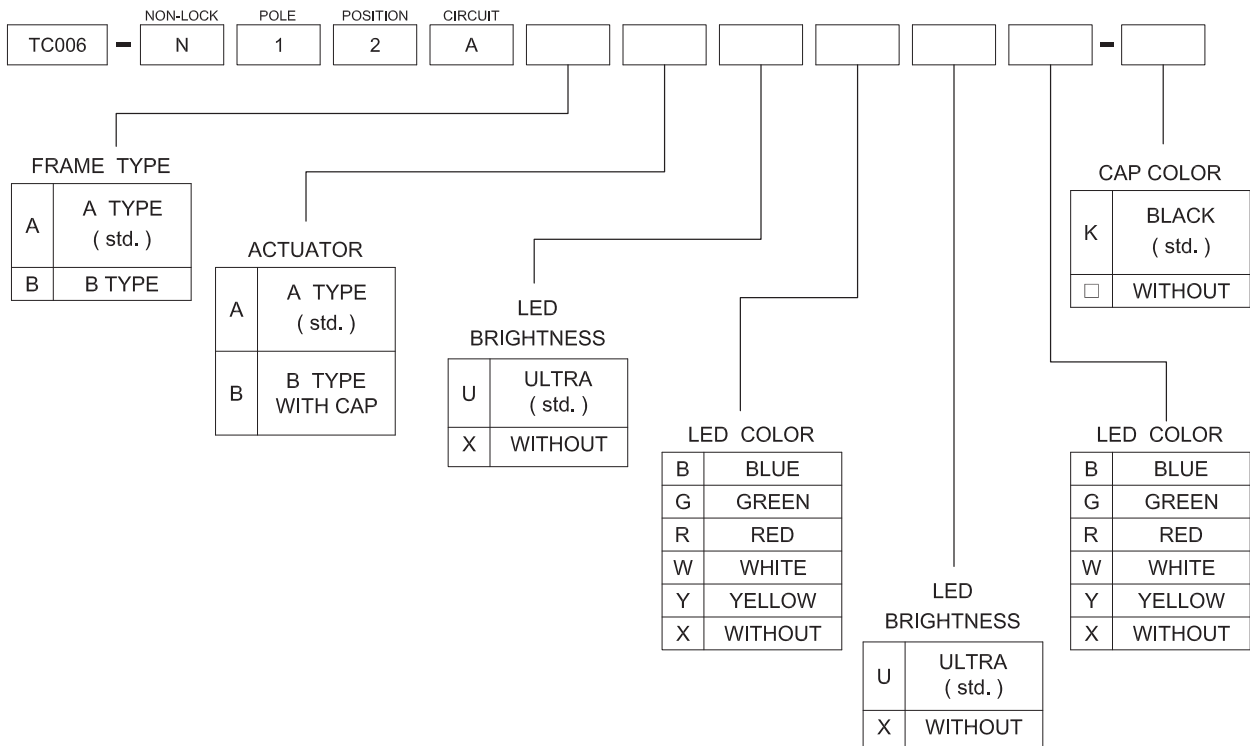 NON-LOCK POLE POSITION CIRCUIT
TC006 - N 1 2 A -
FRAME TYPE
A A TYPE
( std. )
B B TYPE
ACTUATOR
A A TYPE
( std. )
B B TYPE
WITH CAP
LED
BRIGHTNESS
U ULTRA
( std. )
X WITHOUT
LED COLOR
B BLUE
G GREEN
R RED
W WHITE
Y YELLOW
X WITHOUT
LED
BRIGHTNESS
U ULTRA
( std. )
X WITHOUT
CAP COLOR
K BLACK
( std. )
□ WITHOUT
LED COLOR
B BLUE
G GREEN
R RED
W WHITE
Y YELLOW
X WITHOUT